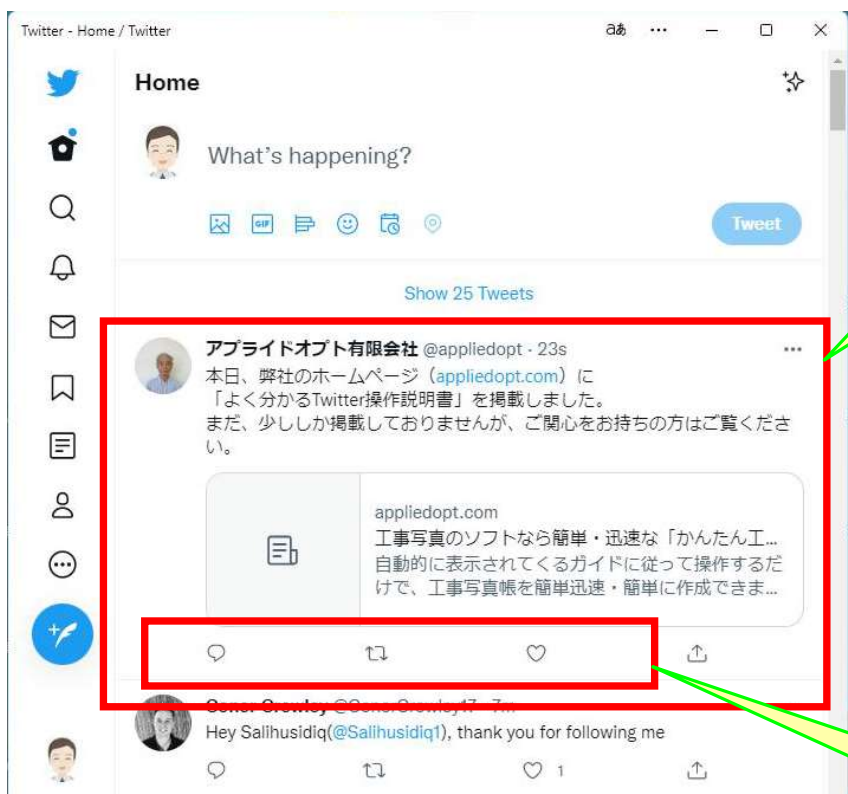 Twitter - Home / Twitter
aあ
Home
What's happening?
GIF
Tweet
Show 25 Tweets
アプライドオプト有限会社 @appliedopt · 23s
本日、弊社のホームページ（appliedopt.com）に
「よく分かるTwitter操作説明書」を掲載しました。
まだ、少ししか掲載しておりませんが、ご関心をお持ちの方はご覧くださ
い。
appliedopt.com
工事写真のソフトなら簡単・迅速な「かんたん工...
自動的に表示されてくるガイドに従って操作するだ
けで、工事写真帳を簡単迅速・簡単に作成できま...
Conor Crowley @ConorCrowley17 · 7m
Hey Salihusidiq(@Salihusidiq1), thank you for following me
1